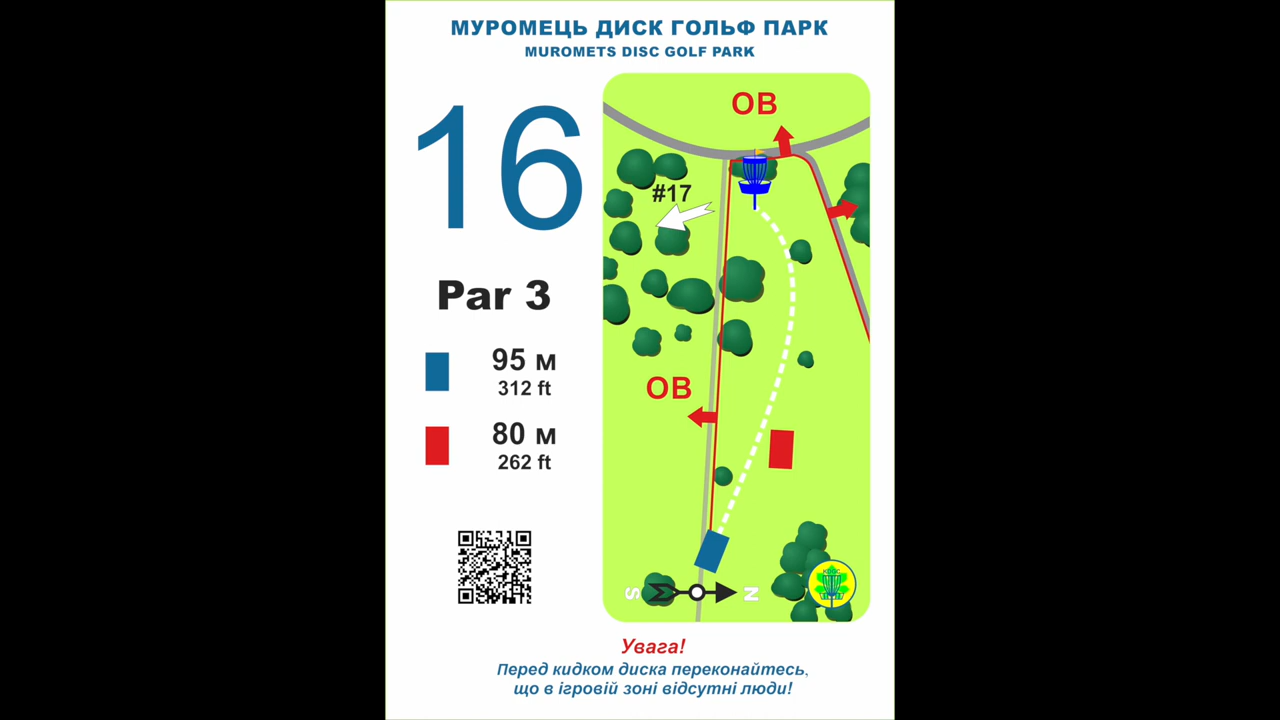 МУРОМЕЦЬ ДИСК ГОЛЬФ ПАРК
MUROMETS DISC GOLF PARK
16
Par 3
95 м
312 ft
80 м
262 ft
OB
#17
OB
S
N
KDGC
Увага!
Перед кидком диска переконайтесь,
що в ігровій зоні відсутні люди!